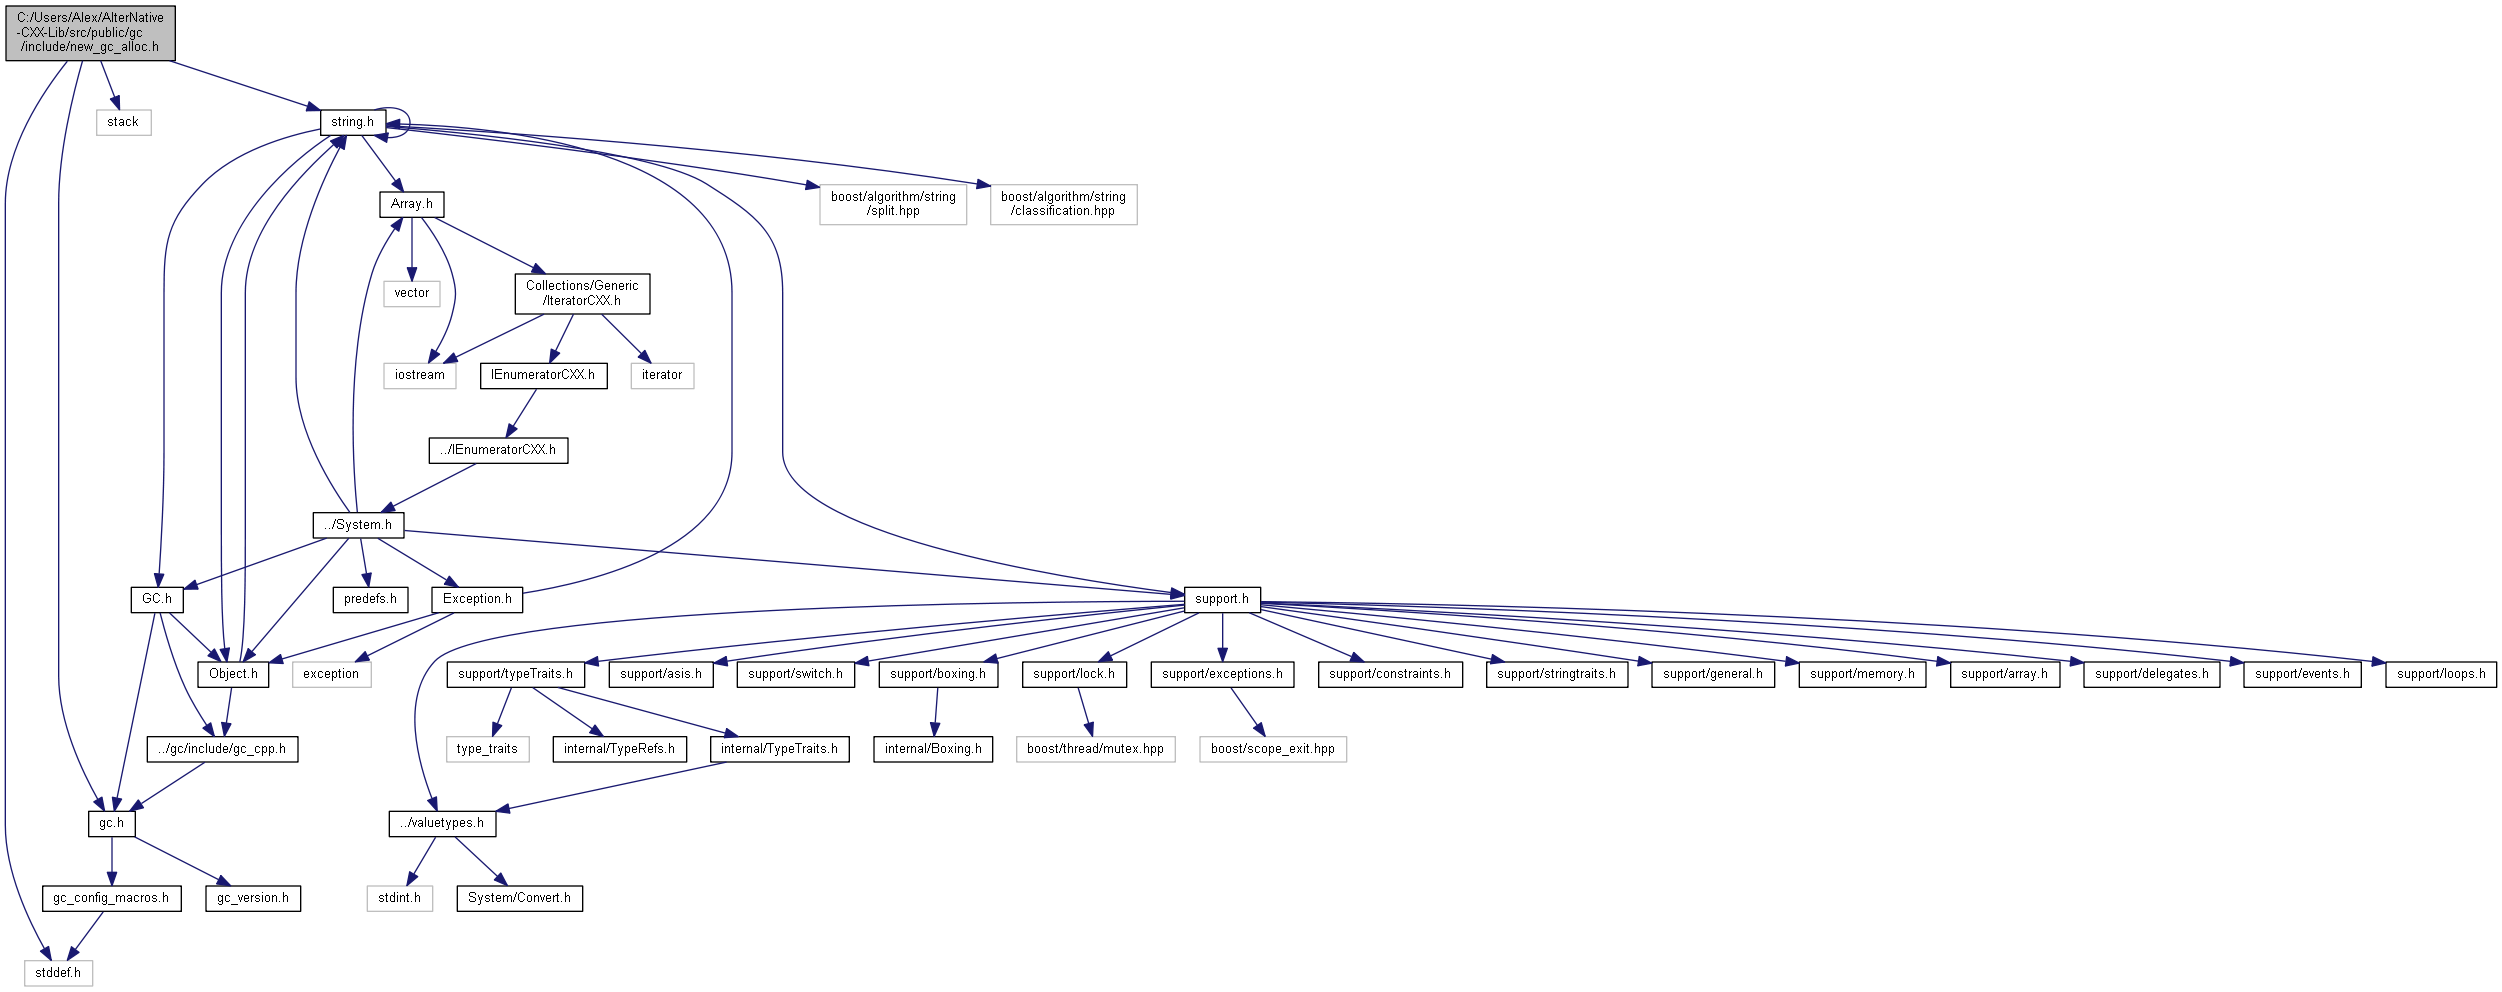 C:/Users/Alex/AlterNative
-CXX-Lib/src/public/gc
/include/new_gc_alloc.h
stack
string.h
Array.h
boost/algorithm/string
/split.hpp
boost/algorithm/string
/classification.hpp
vector
Collections/Generic
/IteratorCXX.h
iostream
IEnumeratorCXX.h
iterator
../IEnumeratorCXX.h
../System.h
GC.h
predefs.h
Exception.h
support.h
Object.h
exception
support/typeTraits.h
support/asis.h
support/switch.h
support/boxing.h
support/lock.h
support/exceptions.h
support/constraints.h
support/stringtraits.h
support/general.h
support/memory.h
support/array.h
support/delegates.h
support/events.h
support/loops.h
../gc/include/gc_cpp.h
type_traits
internal/TypeRefs.h
internal/TypeTraits.h
internal/Boxing.h
boost/thread/mutex.hpp
boost/scope_exit.hpp
gc.h
../valuetypes.h
gc_config_macros.h
gc_version.h
stdint.h
System/Convert.h
stddef.h